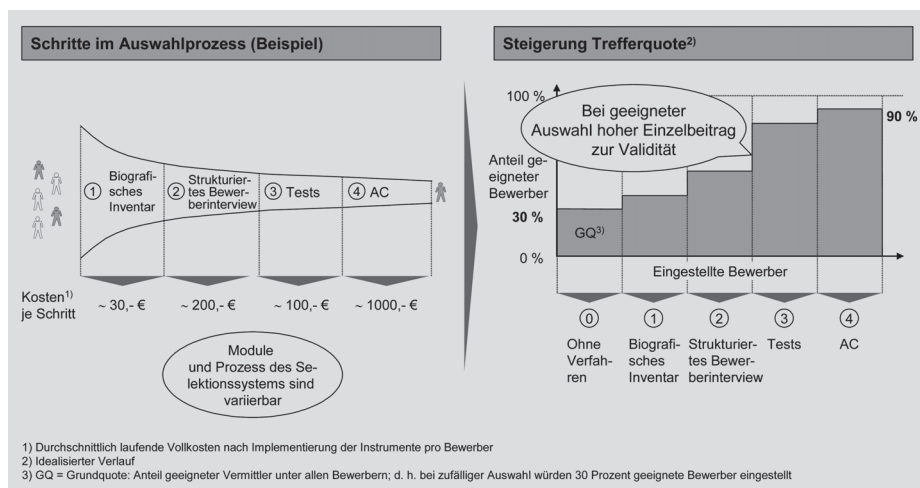 Schritte im Auswahlprozess (Beispiel)
1 Biografi-
sches
Inventar
2 Strukturier-
tes Bewer-
berinterview
3 Tests
4 AC
Kosten1)
je Schritt
~ 30,- €
~ 200,- €
~ 100,- €
~ 1000,- €
Module
und Prozess des Se-
lektionssystems sind
variierbar
Steigerung Trefferquote2)
100 %
Bei geeigneter
Auswahl hoher Einzelbeitrag
zur Validität
90 %
Anteil ge-
eigneter
Bewerber
30 %
GQ3)
0 %
Eingestellte Bewerber
0
Ohne
Verfah-
ren
1
Biografi-
sches
Inventar
2
Strukturier-
tes Bewer-
berinterview
3
Tests
4
AC
1) Durchschnittlich laufende Vollkosten nach Implementierung der Instrumente pro Bewerber
2) Idealisierter Verlauf
3) GQ = Grundquote: Anteil geeigneter Vermittler unter allen Bewerbern; d. h. bei zufälliger Auswahl würden 30 Prozent geeignete Bewerber eingestellt